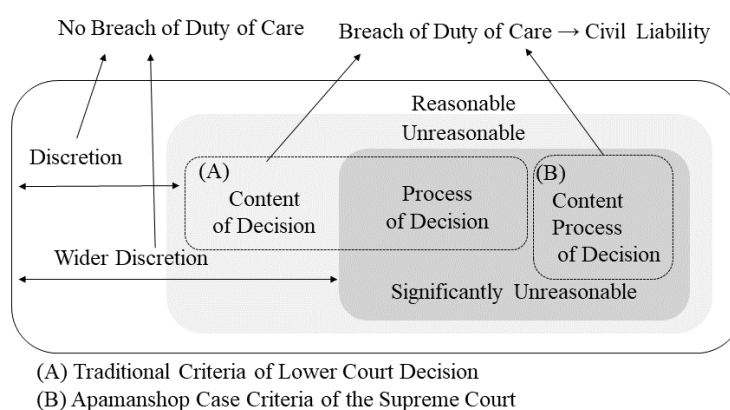 No Breach of Duty of Care
Breach of Duty of Care → Civil Liability
Reasonable
Unreasonable
Discretion
(A)
Content
of Decision
Process
of Decision
(B)
Content
Process
of Decision
Wider Discretion
Significantly Unreasonable
(A) Traditional Criteria of Lower Court Decision
(B) Apamanshop Case Criteria of the Supreme Court